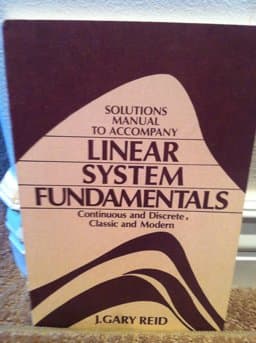 SOLUTIONS
MANUAL
TO ACCOMPANY
LINEAR
SYSTEM
FUNDAMENTALS
Continuous and Discrete,
Classic and Modern
J. GARY REID